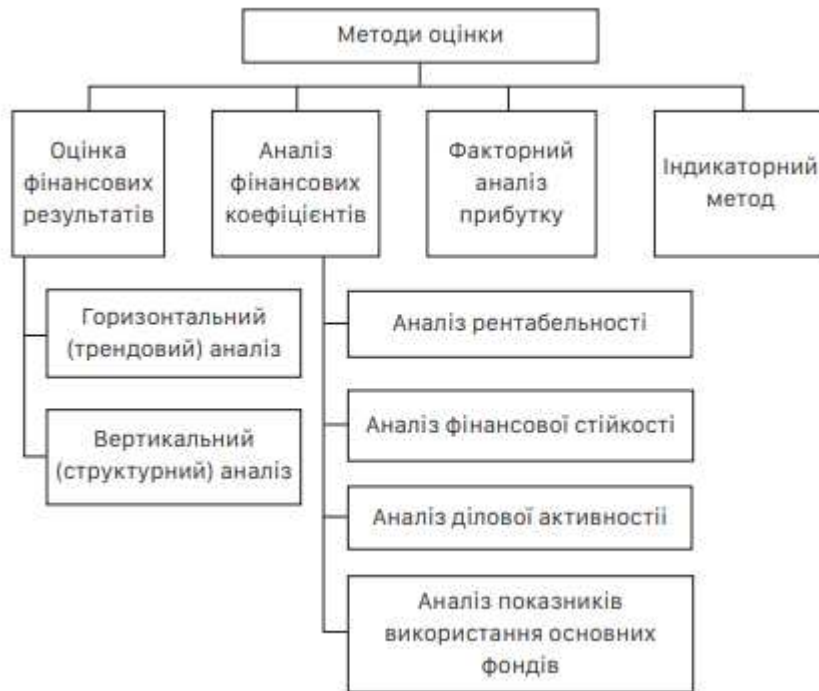 Методи оцінки
Оцінка
фінансових
результатів
Аналіз
фінансових
коефіцієнтів
Факторний
аналіз
прибутку
Індикаторний
метод
Горизонтальний
(трендовий) аналіз
Вертикальний
(структурний) аналіз
Аналіз рентабельності
Аналіз фінансової стійкості
Аналіз ділової активностіі
Аналіз показників
використання основних
фондів